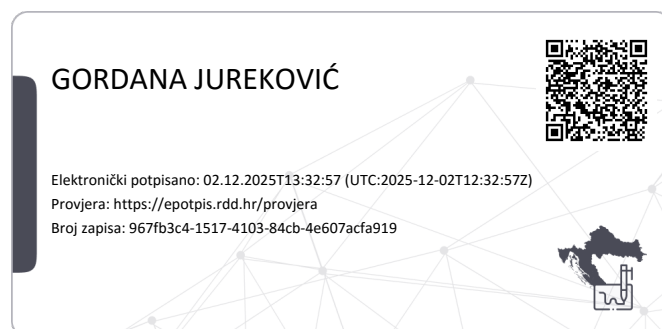 GORDANA JUREKOVIĆ
Elektronički potpisano: 02.12.2025T13:32:57 (UTC:2025-12-02T12:32:57Z)
Provjera: https://epotpis.rdd.hr/provjera
Broj zapisa: 967fb3c4-1517-4103-84cb-4e607acfa919